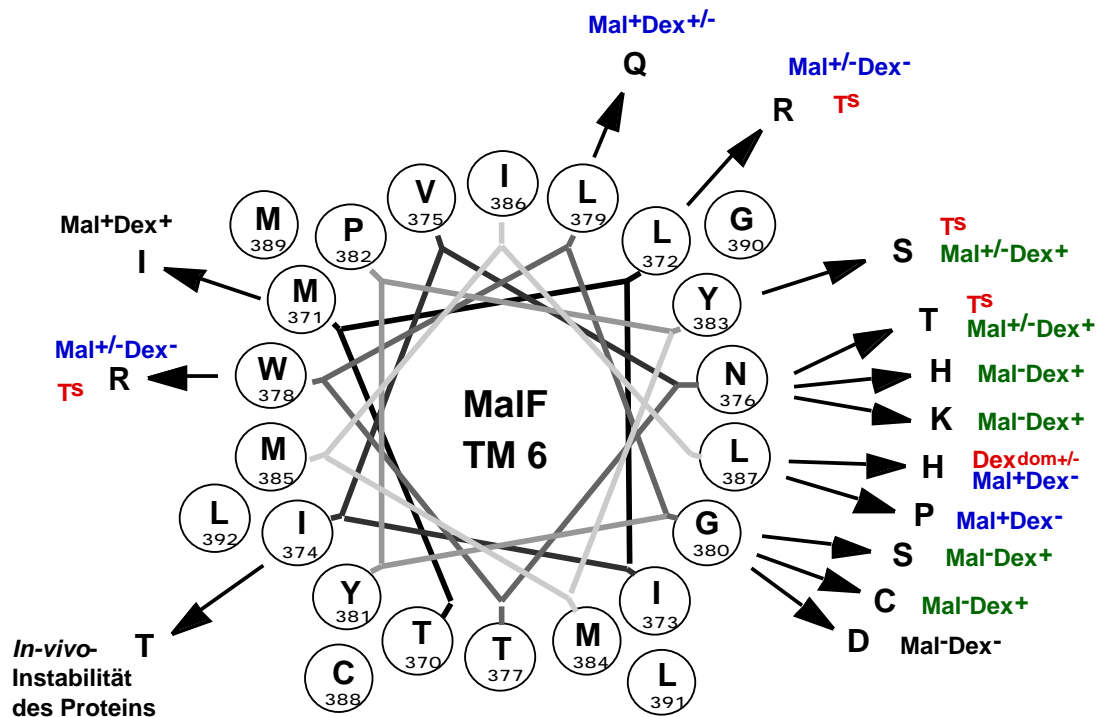 Mal+Dex+/-
Q
Mal+/-Dex-
R TS
V 375
I 386
L 379
M 389
P 382
L 372
G 390
Mal+Dex+
I
M 371
Y 383
S TS
Mal+/-Dex+
T TS
Mal+/-Dex+
Mal+/-Dex-
TS R
W 378
N 376
H Mal-Dex+
K Mal-Dex+
MalF
TM 6
M 385
L 387
H Dexdom+/-
Mal+Dex-
P Mal+Dex-
L 392
I 374
G 380
S Mal-Dex+
C Mal-Dex+
D Mal-Dex-
Y 381
I 373
T 370
T 377
M 384
C 388
L 391
In-vivo- T
Instabilität
des Proteins